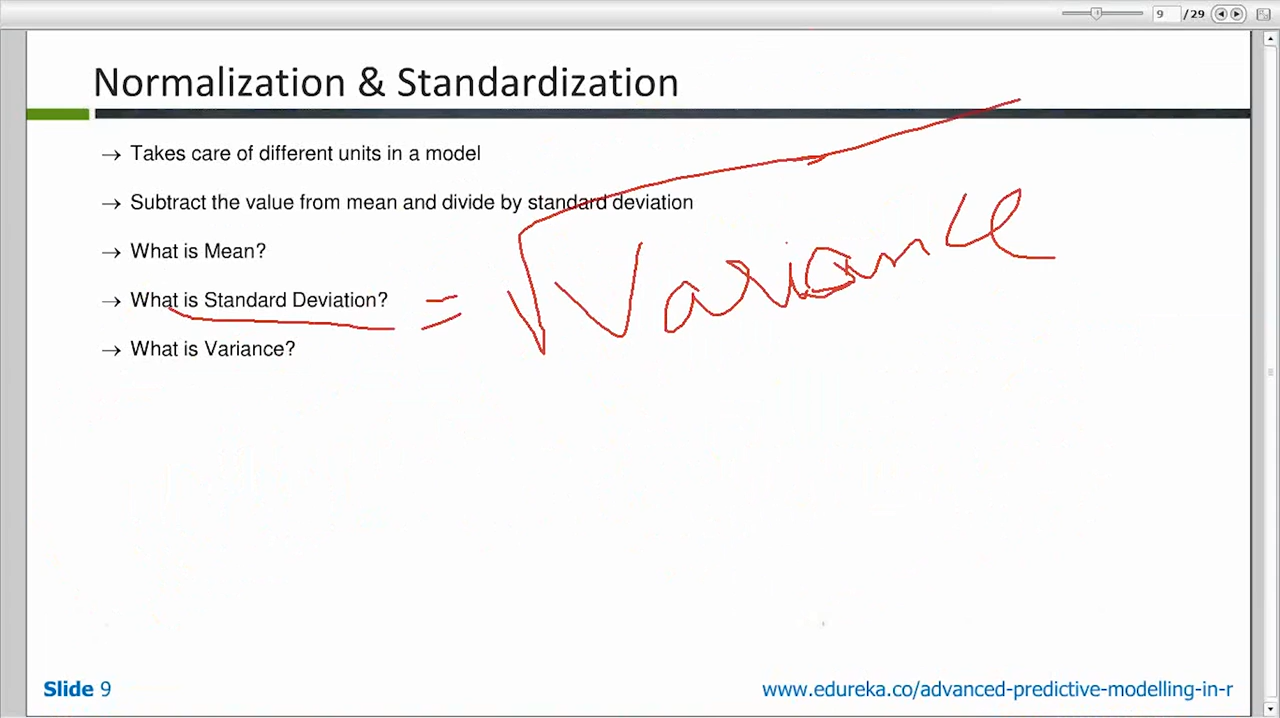 9 /29
Normalization & Standardization
→ Takes care of different units in a model
→ Subtract the value from mean and divide by standard deviation
→ What is Mean?
→ What is Standard Deviation? = √Variance
→ What is Variance?
Slide 9
www.edureka.co/advanced-predictive-modelling-in-r